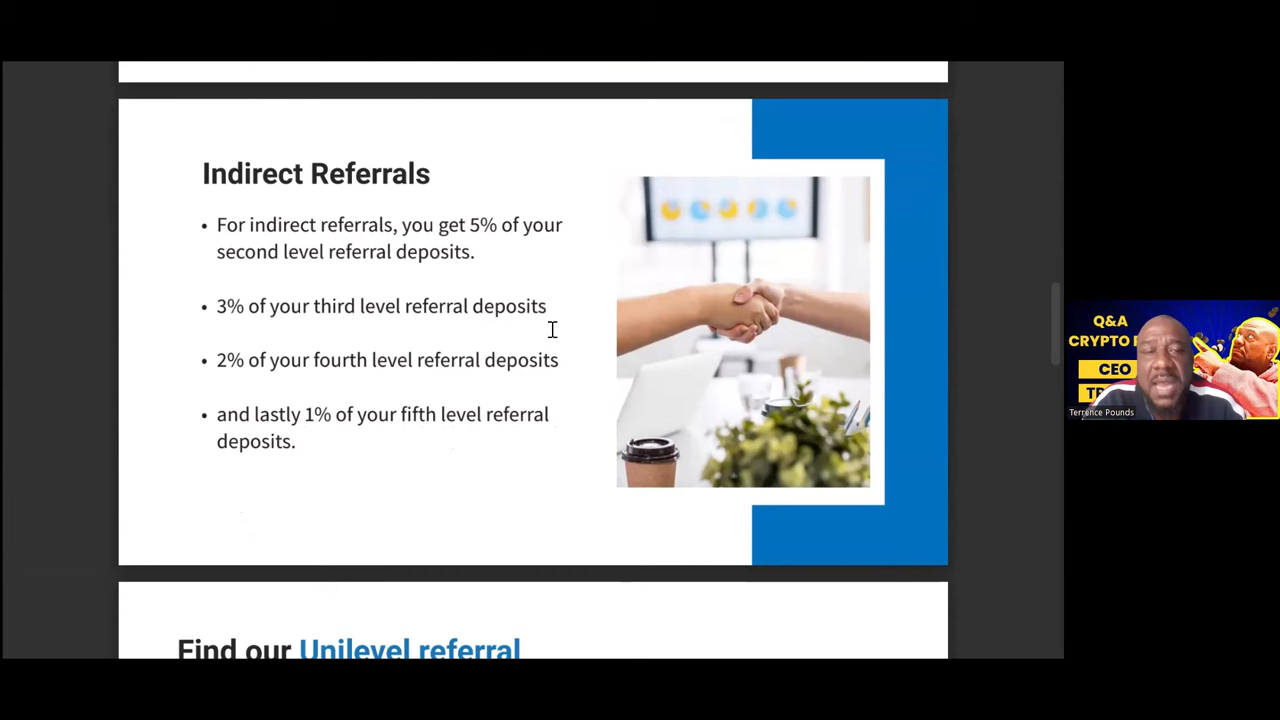 Indirect Referrals
• For indirect referrals, you get 5% of your
second level referral deposits.
• 3% of your third level referral deposits
• 2% of your fourth level referral deposits
• and lastly 1% of your fifth level referral
deposits.
Find our Unilevel referral
Q&A
CRYPTO
CEO
Terrence Pounds